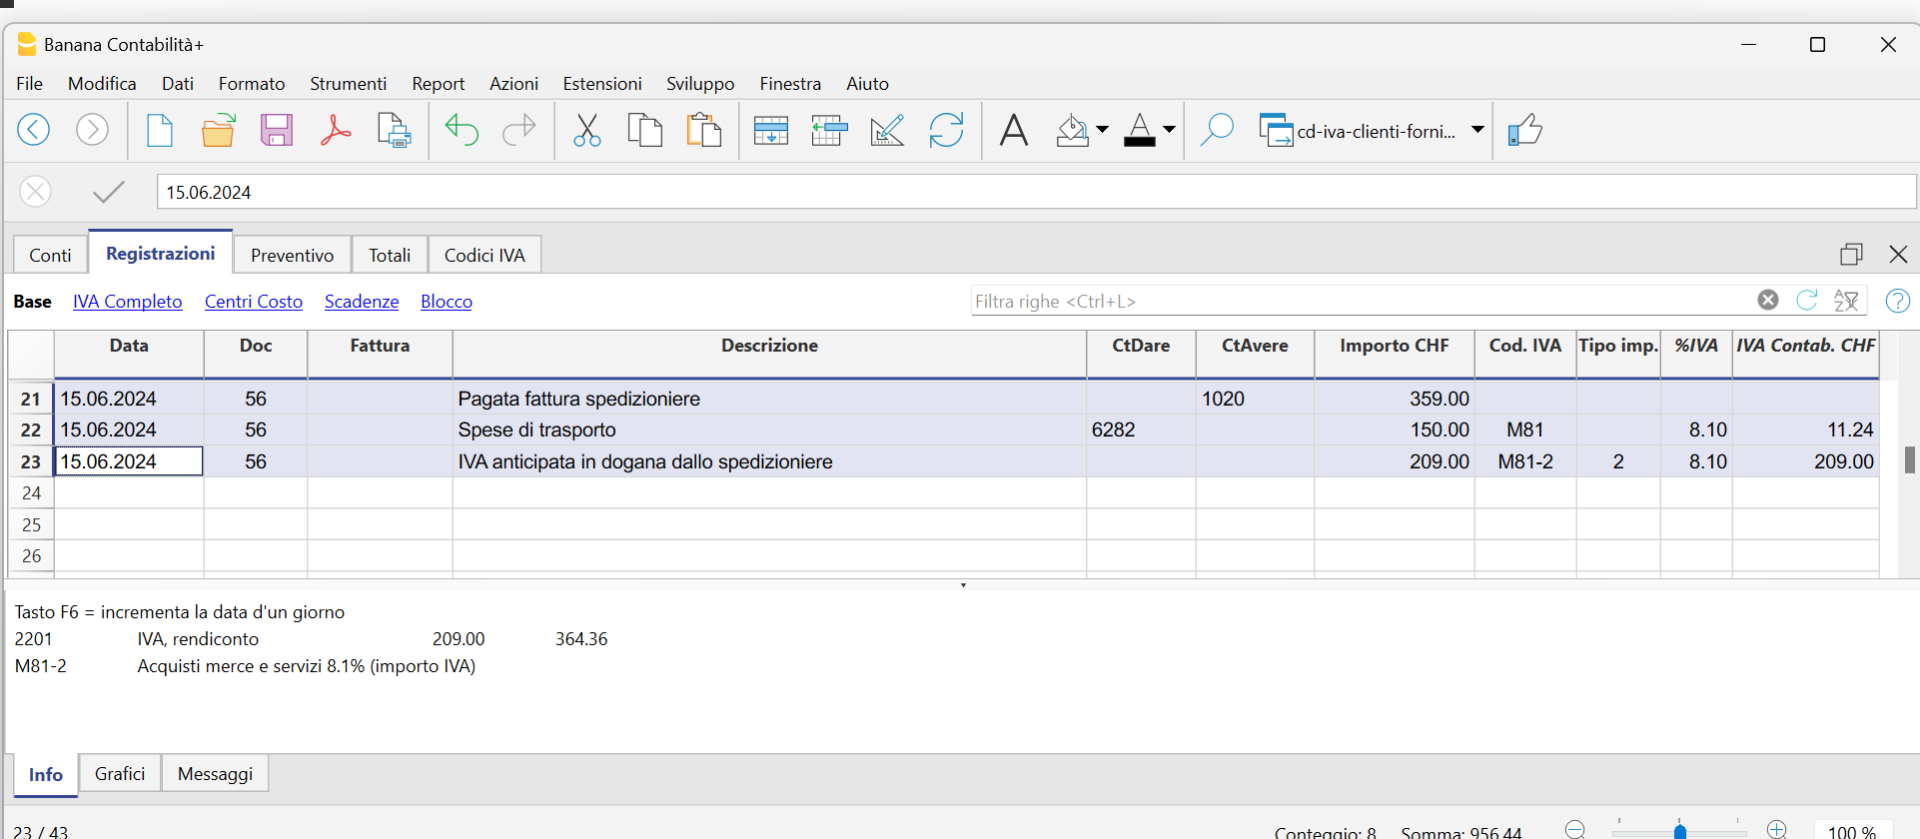 Banana Contabilità+
File Modifica Dati Formato Strumenti Report Azioni Estensioni Sviluppo Finestra Aiuto
cd-iva-clienti-forni...
15.06.2024
Conti Registrazioni Preventivo Totali Codici IVA
Base IVA Completo Centri Costo Scadenze Blocco Filtra righe <Ctrl+L>
Data Doc Fattura Descrizione CtDare CtAvere Importo CHF Cod. IVA Tipo imp. %IVA IVA Contab. CHF
21 15.06.2024 56 Pagata fattura spedizioniere 1020 359.00
22 15.06.2024 56 Spese di trasporto 6282 150.00 M81 8.10 11.24
23 15.06.2024 56 IVA anticipata in dogana dallo spedizioniere 209.00 M81-2 2 8.10 209.00
24
25
26
Tasto F6 = incrementa la data d'un giorno
2201 IVA, rendiconto 209.00 364.36
M81-2 Acquisti merce e servizi 8.1% (importo IVA)
Info Grafici Messaggi
23 / 43 Conteggio: 8 Somma: 956.44 100 %